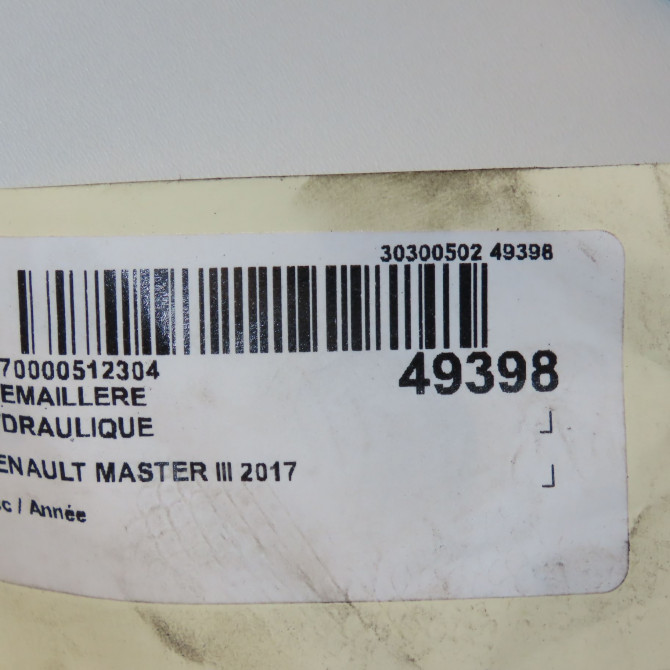 30300502 49398
70000512304
49398
EMAILLERE
DRAULIQUE
ENAULT MASTER III 2017
c / Année